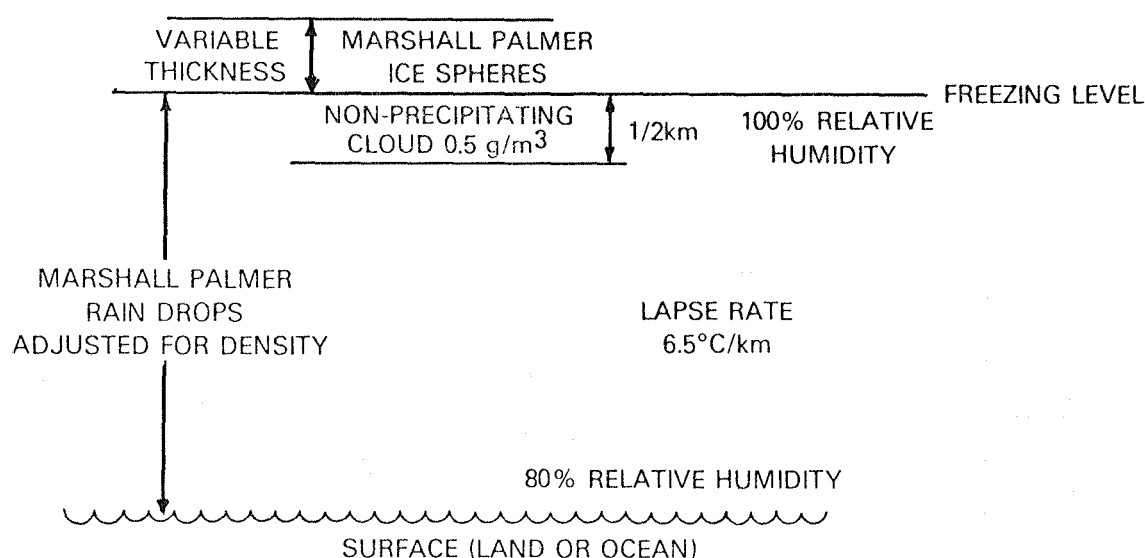 VARIABLE
THICKNESS
MARSHALL PALMER
ICE SPHERES
FREEZING LEVEL
NON-PRECIPITATING
CLOUD 0.5 g/m³
1/2km
100% RELATIVE
HUMIDITY
MARSHALL PALMER
RAIN DROPS
ADJUSTED FOR DENSITY
LAPSE RATE
6.5°C/km
80% RELATIVE HUMIDITY
SURFACE (LAND OR OCEAN)